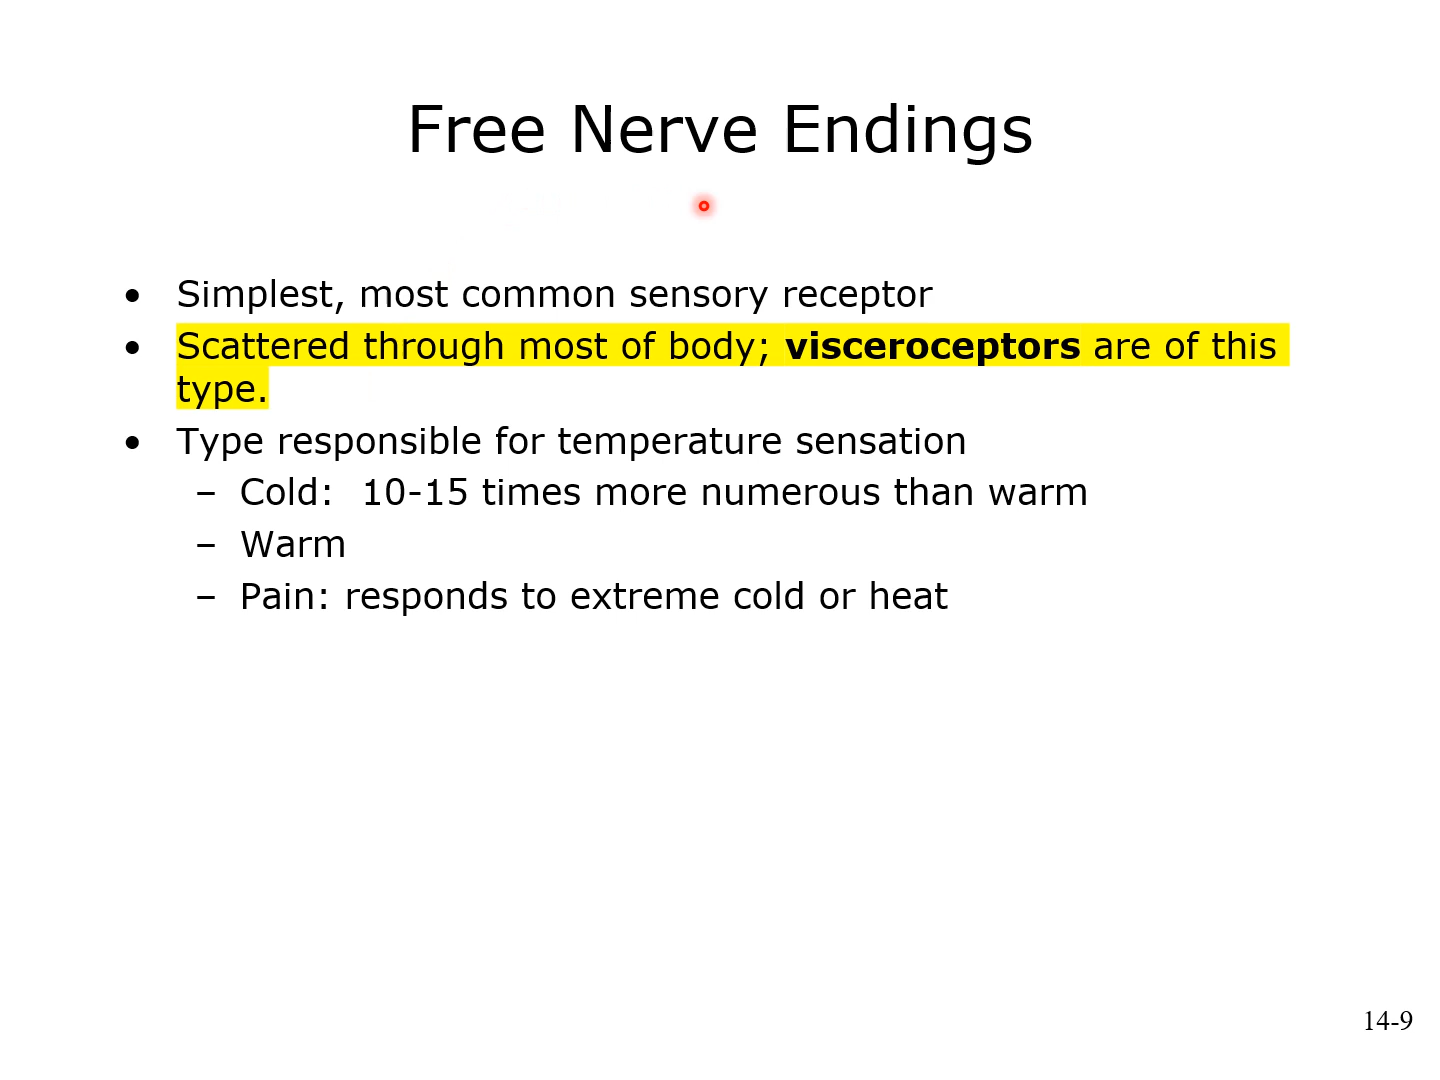 Free Nerve Endings
• Simplest, most common sensory receptor
• Scattered through most of body; visceroceptors are of this
type.
• Type responsible for temperature sensation
– Cold:  10-15 times more numerous than warm
– Warm
– Pain: responds to extreme cold or heat
14-9